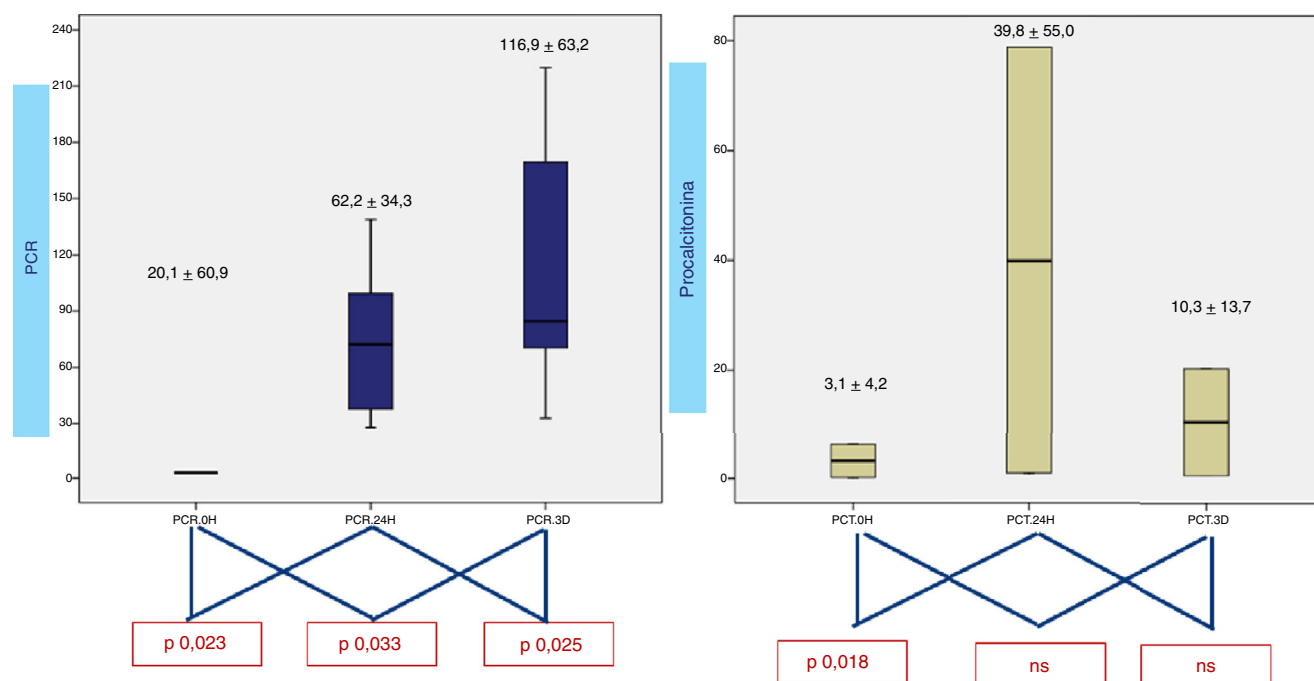 PCR
240
210
180
150
120
90
60
30
0
20,1 ± 60,9
62,2 ± 34,3
116,9 ± 63,2
PCR.0H
PCR.24H
PCR.3D
p 0,023
p 0,033
p 0,025
Procalcitonina
80
60
40
20
0
3,1 ± 4,2
39,8 ± 55,0
10,3 ± 13,7
PCT.0H
PCT.24H
PCT.3D
p 0,018
ns
ns